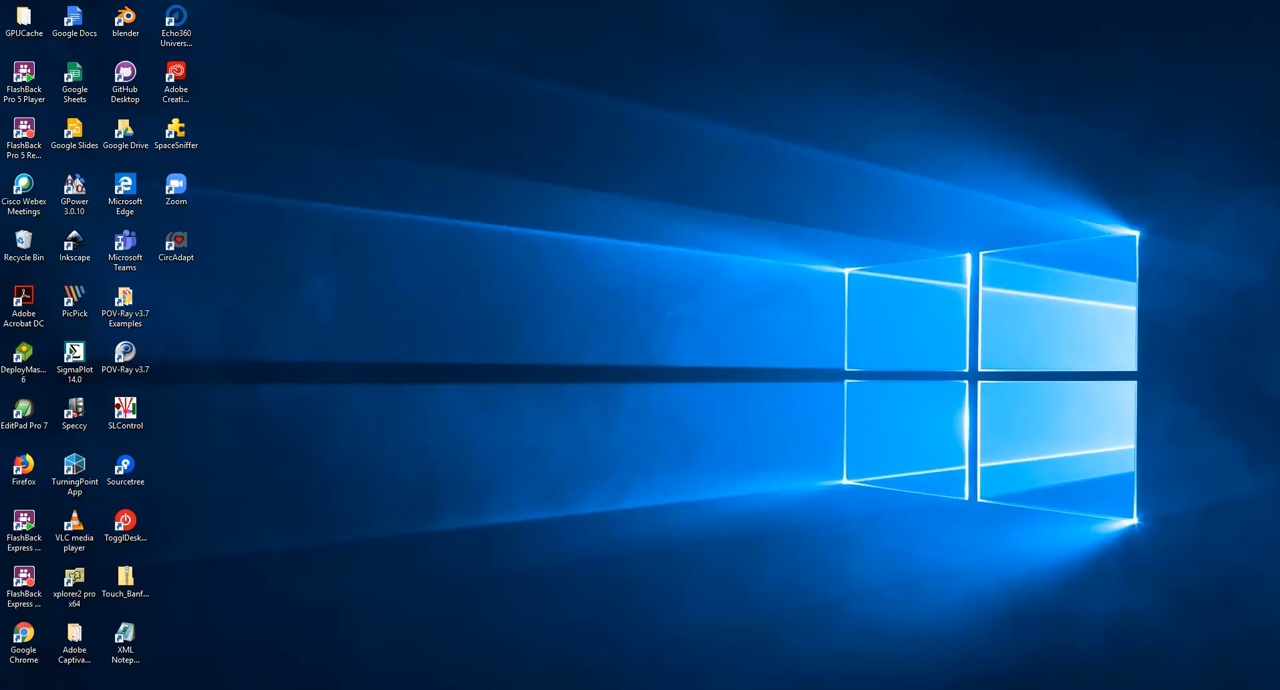 GPUCache
Google Docs
blender
Echo360
Univers...
FlashBack
Pro 5 Player
Google
Sheets
GitHub
Desktop
Adobe
Creati...
FlashBack
Pro 5 Re...
Google Slides
Google Drive
SpaceSniffer
Cisco Webex
Meetings
GPower
3.0.10
Microsoft
Edge
Zoom
Recycle Bin
Inkscape
Microsoft
Teams
CircAdapt
Adobe
Acrobat DC
PicPick
POV-Ray v3.7
Examples
DeployMas...
6
SigmaPlot
14.0
POV-Ray v3.7
EditPad Pro 7
Speccy
SLControl
Firefox
TurningPoint
App
Sourcetree
FlashBack
Express ...
VLC media
player
TogglDesk...
FlashBack
Express ...
xplorer2 pro
x64
Touch_Banf...
Google
Chrome
Adobe
Captiva...
XML
Notep...